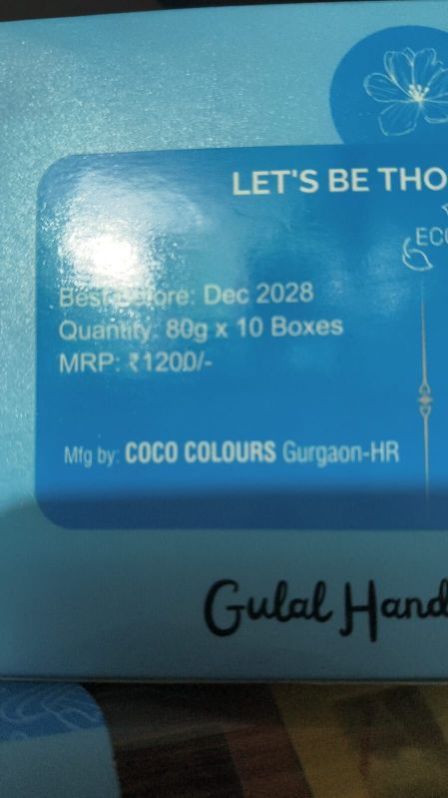 LET'S BE THO
ECO
Best Before: Dec 2028
Quantity: 80g x 10 Boxes
MRP: ₹1200/-
Mfg by: COCO COLOURS Gurgaon-HR
Gulal Hand